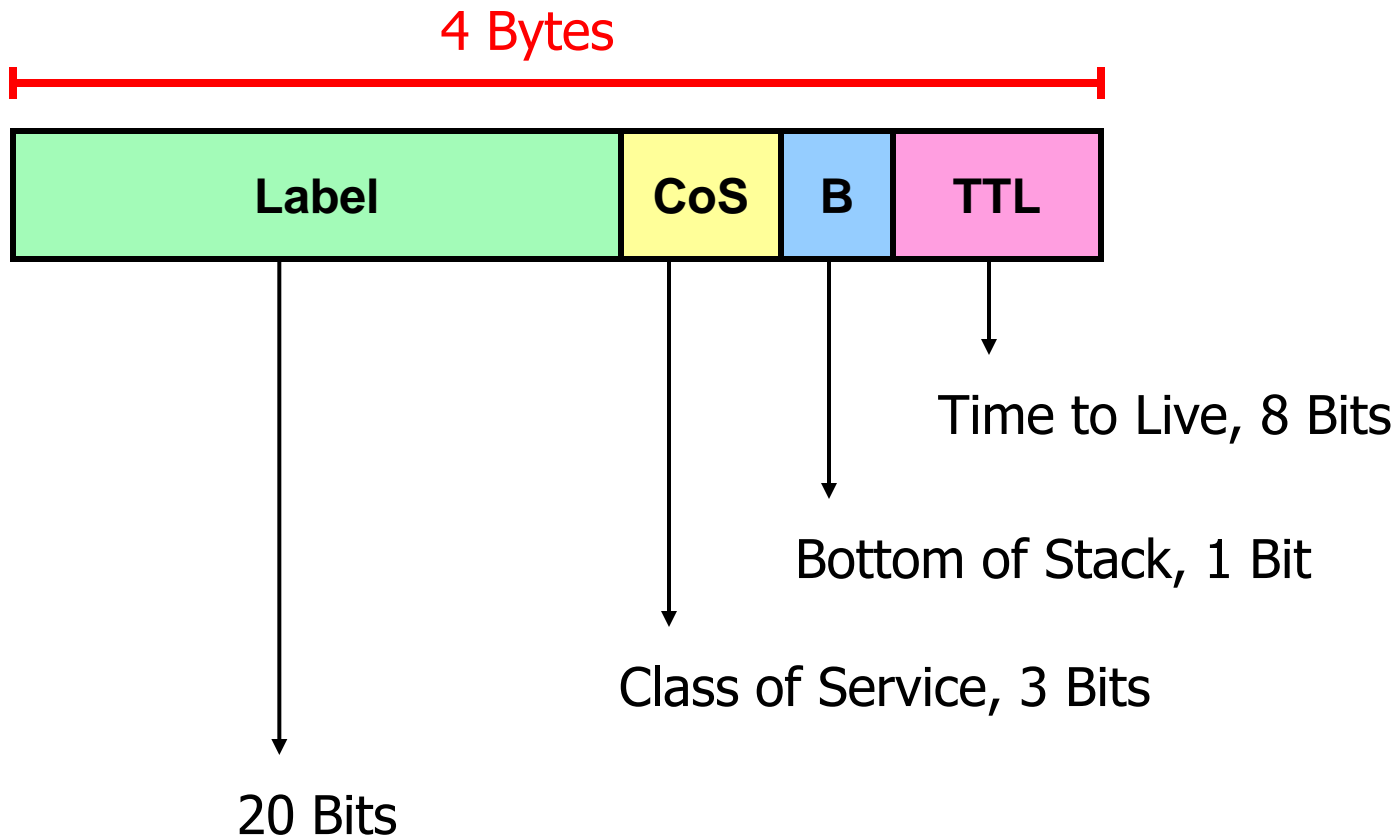 4 Bytes
Label CoS B TTL
Time to Live, 8 Bits
Bottom of Stack, 1 Bit
Class of Service, 3 Bits
20 Bits